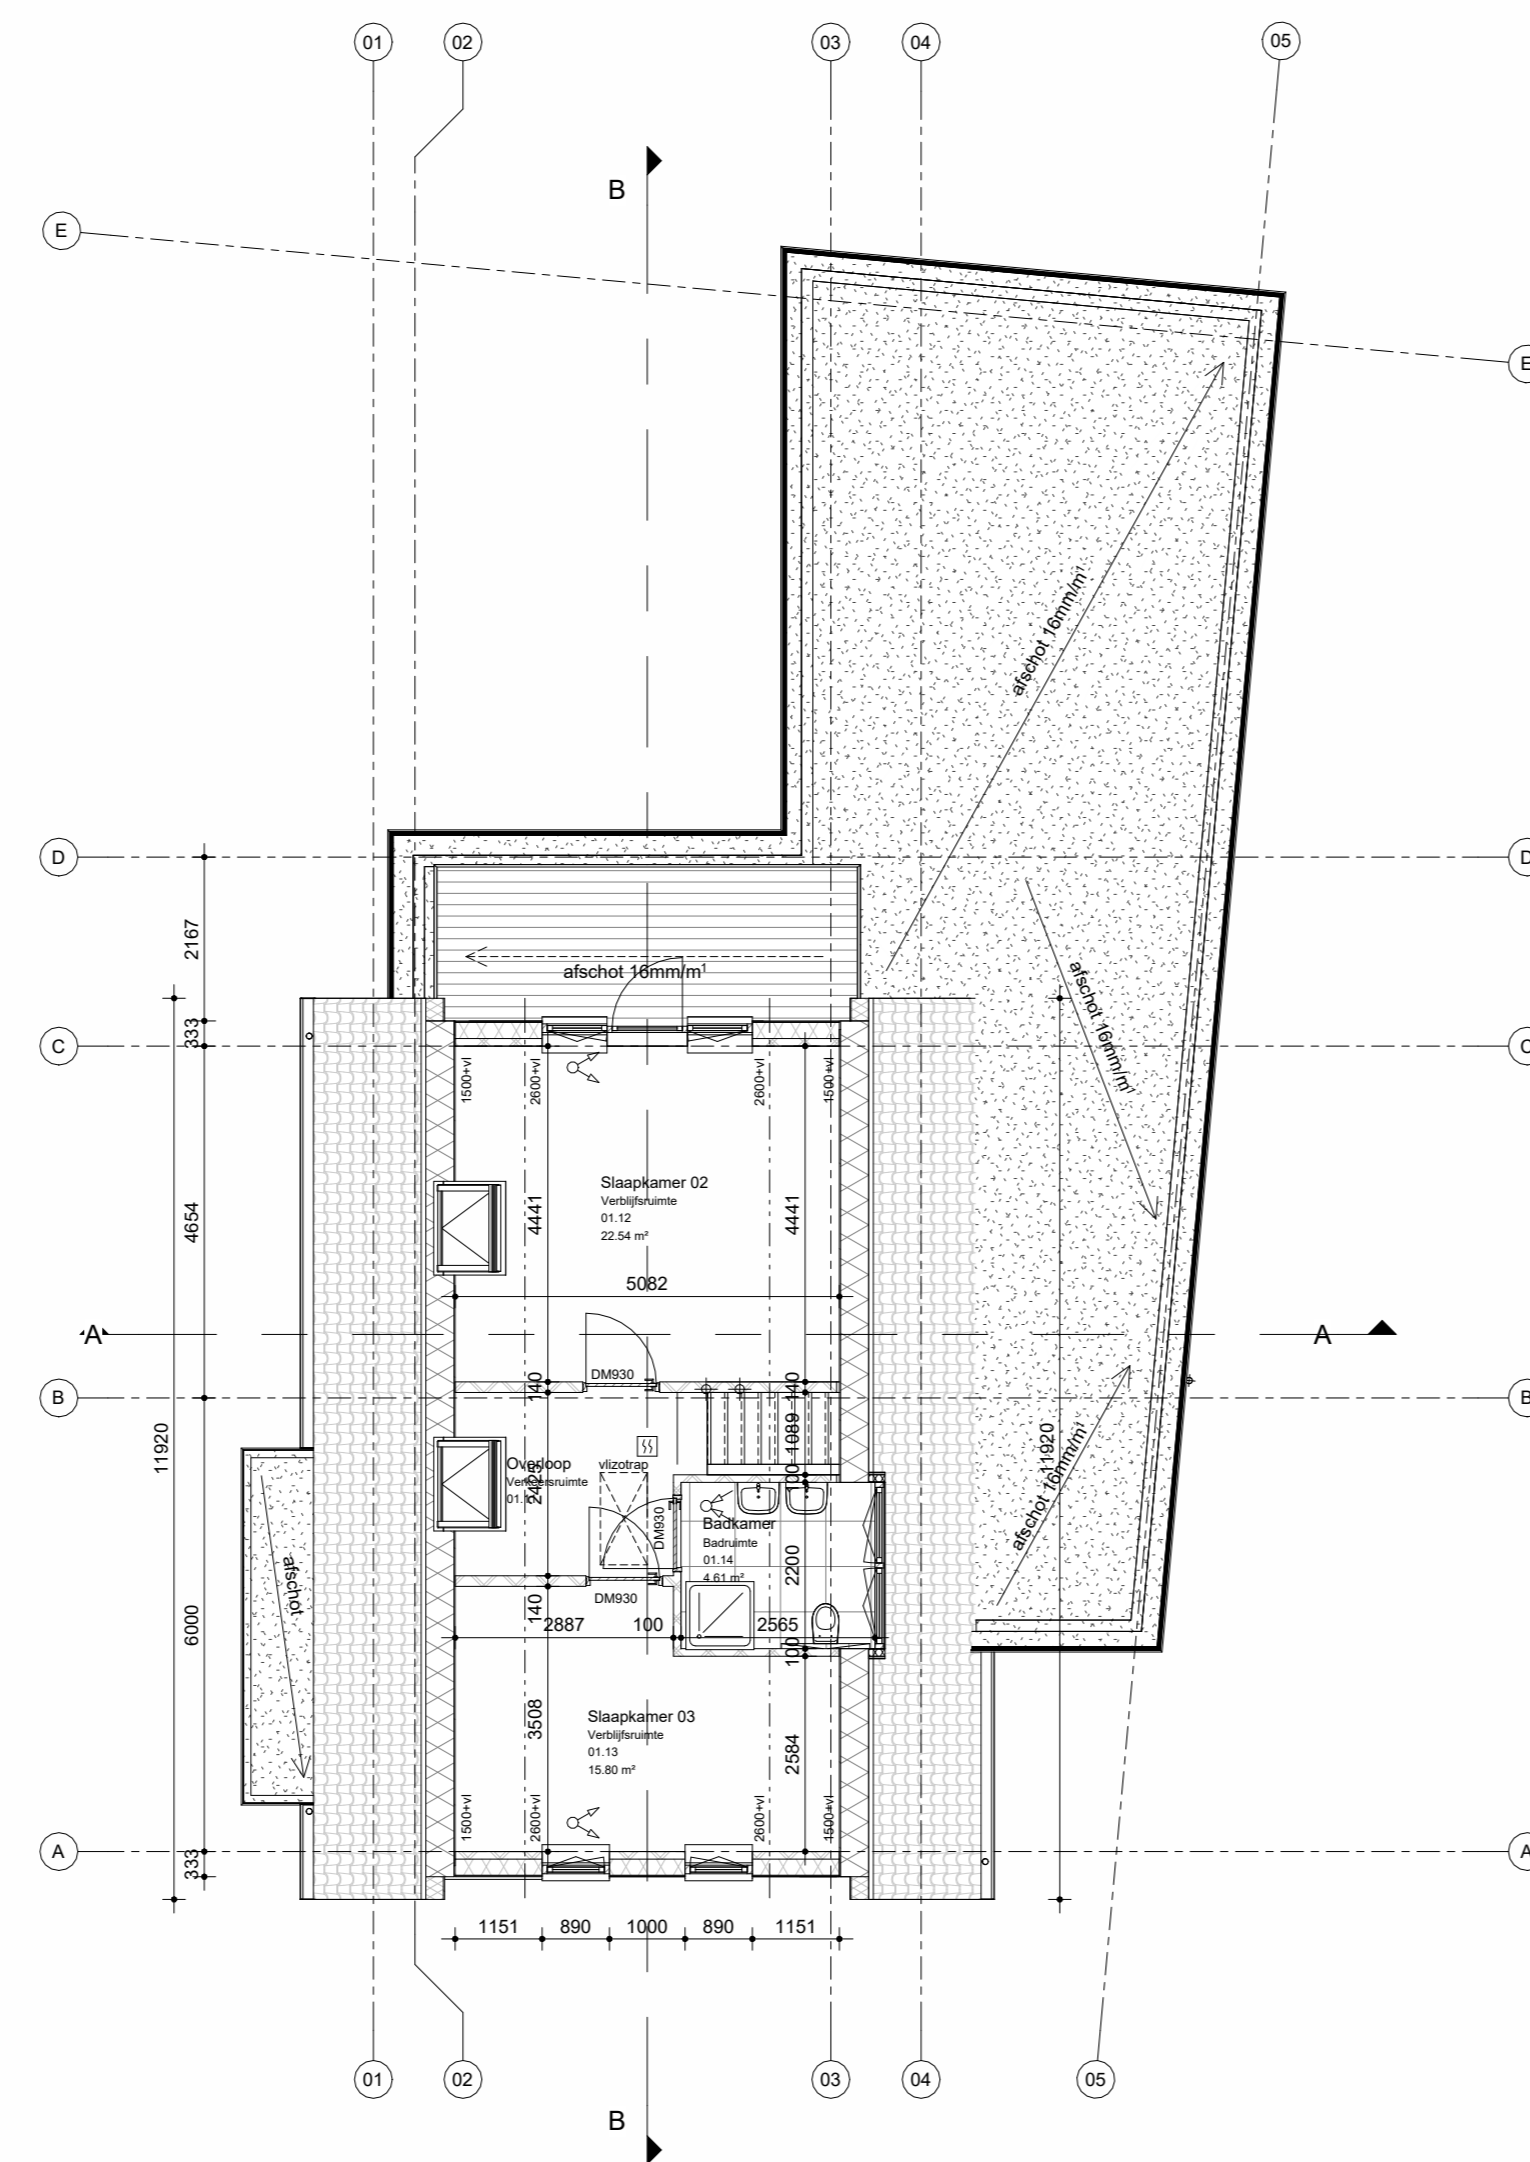 01
02
03
04
05
B
E
E
afschot 16mm/m¹
D
D
2167
afschot 16mm/m¹
afschot 16mm/m¹
333
C
C
1500+vl
2600+vl
2600+vl
1500+vl
Slaapkamer 02
Verblijfsruimte
01.12
22.54 m²
4441
4441
4654
5082
A
A
DM930
140
140
B
B
1089
11920
11920
Overloop
Verkeersruimte
01.1
2425
vlizotrap
100
DM930
Badkamer
Badruimte
01.14
4.61 m²
2200
afschot 16mm/m¹
afschot
DM930
140
6000
2887
100
2565
100
Slaapkamer 03
Verblijfsruimte
01.13
15.80 m²
3508
2584
1500+vl
2600+vl
2600+vl
1500+vl
A
A
333
1151
890
1000
890
1151
01
02
03
04
05
B